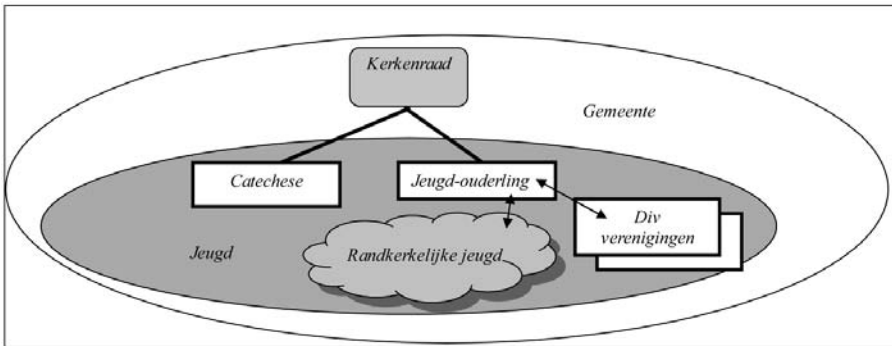 Kerkenraad
Gemeente
Catechese
Jeugd-ouderling
Div
verenigingen
Jeugd
Randkerkelijke jeugd